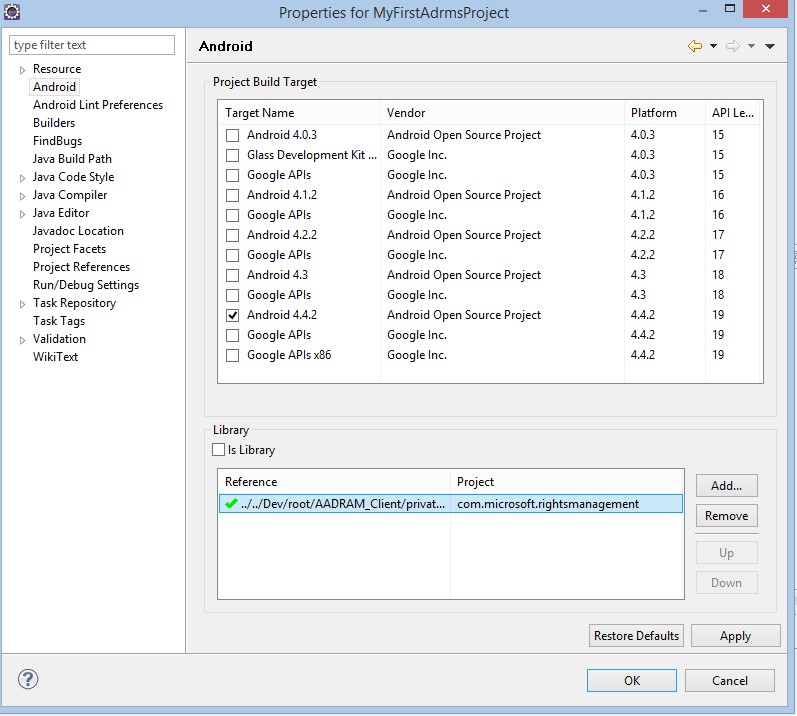 Properties for MyFirstAdrmsProject
type filter text
Resource
Android
Android Lint Preferences
Builders
FindBugs
Java Build Path
Java Code Style
Java Compiler
Java Editor
Javadoc Location
Project Facets
Project References
Run/Debug Settings
Task Repository
Task Tags
Validation
WikiText
Android
Project Build Target
Target Name Vendor Platform API Le...
Android 4.0.3 Android Open Source Project 4.0.3 15
Glass Development Kit ... Google Inc. 4.0.3 15
Google APIs Google Inc. 4.0.3 15
Android 4.1.2 Android Open Source Project 4.1.2 16
Google APIs Google Inc. 4.1.2 16
Android 4.2.2 Android Open Source Project 4.2.2 17
Google APIs Google Inc. 4.2.2 17
Android 4.3 Android Open Source Project 4.3 18
Google APIs Google Inc. 4.3 18
Android 4.4.2 Android Open Source Project 4.4.2 19
Google APIs Google Inc. 4.4.2 19
Google APIs x86 Google Inc. 4.4.2 19
Library
Is Library
Reference Project
../../Dev/root/AADRAM_Client/privat... com.microsoft.rightsmanagement
Add...
Remove
Up
Down
Restore Defaults Apply
? OK Cancel